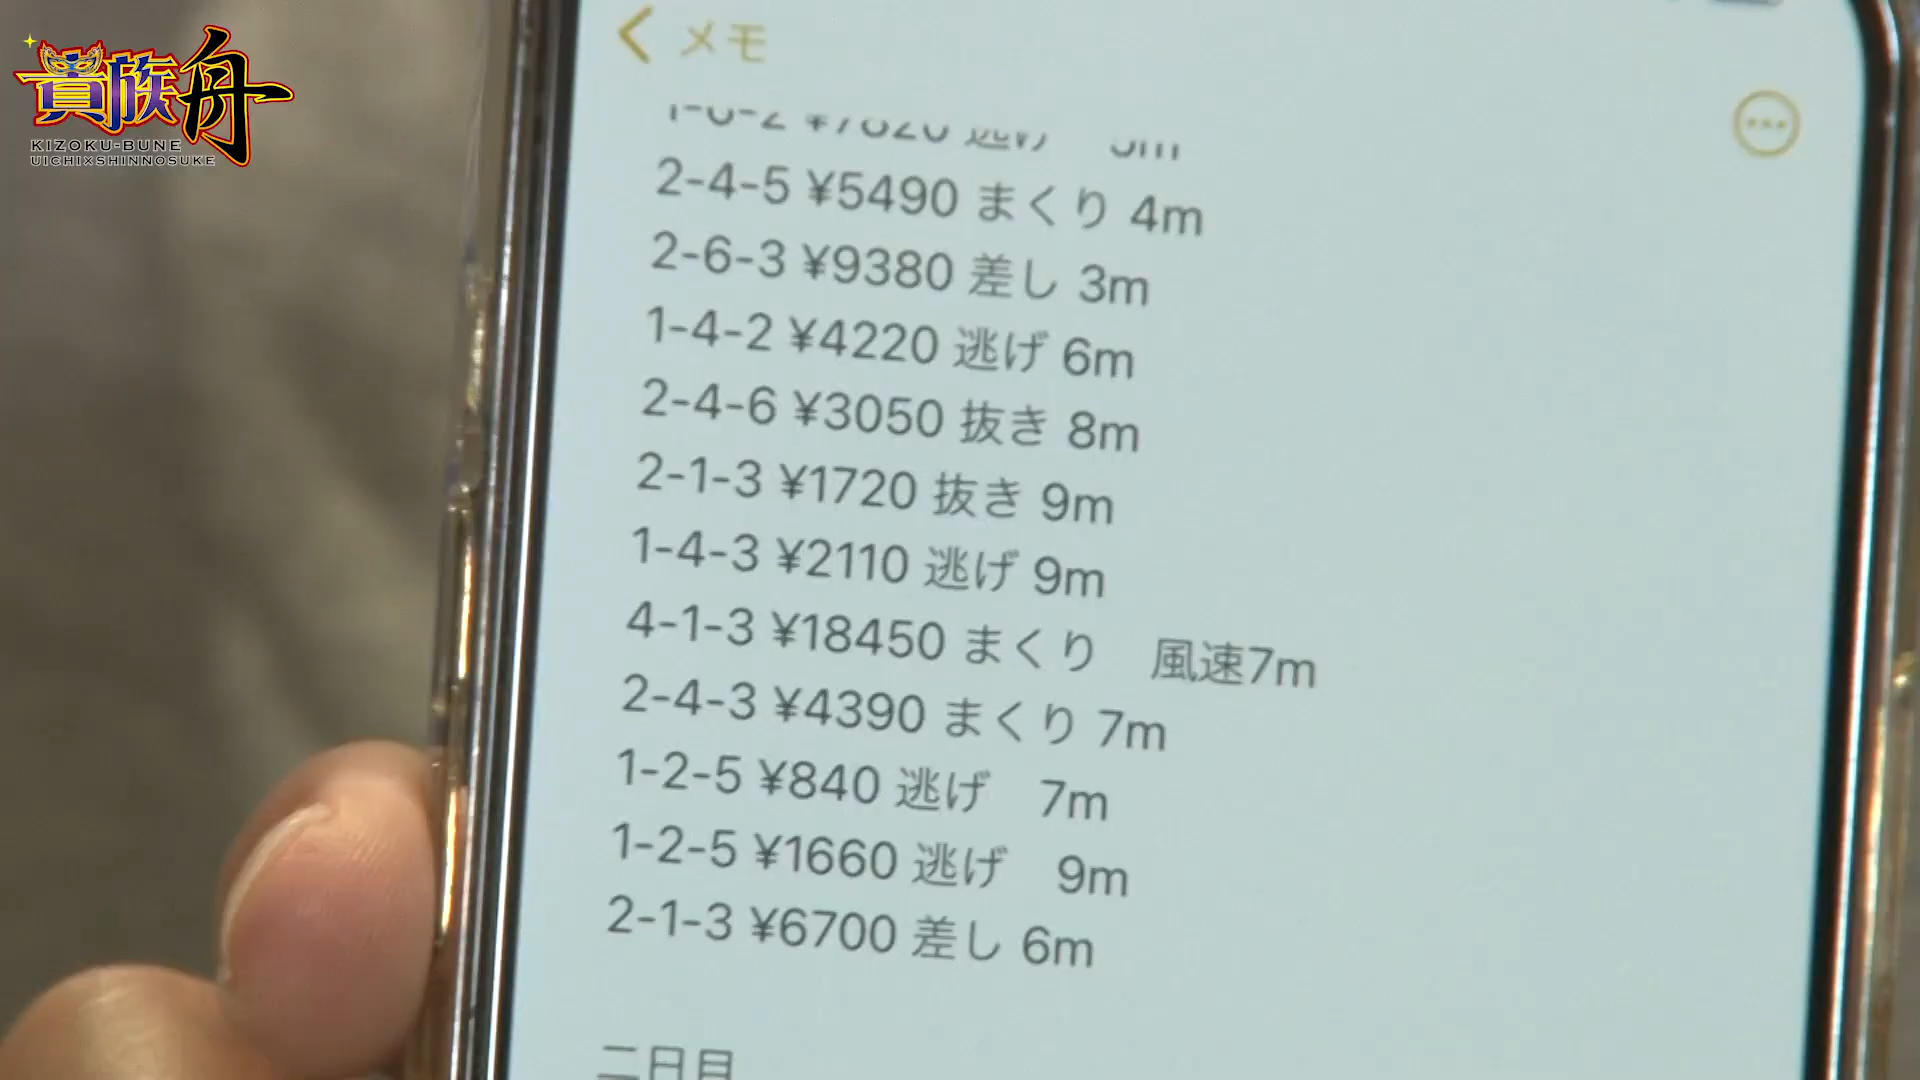 貴族舟
KIZOKU-BUNE
UICHIXSHINNOSUKE
メモ
2-4-5 ¥5490 まくり 4m
2-6-3 ¥9380 差し 3m
1-4-2 ¥4220 逃げ 6m
2-4-6 ¥3050 抜き 8m
2-1-3 ¥1720 抜き 9m
1-4-3 ¥2110 逃げ 9m
4-1-3 ¥18450 まくり　風速7m
2-4-3 ¥4390 まくり 7m
1-2-5 ¥840 逃げ　7m
1-2-5 ¥1660 逃げ　9m
2-1-3 ¥6700 差し 6m
二日目